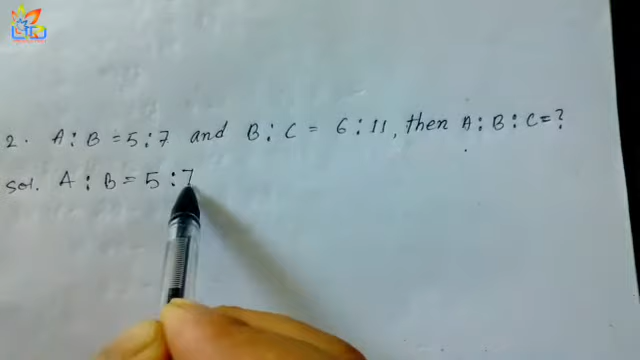 2. A:B=5:7 and B:C = 6:11, then A:B:C=?
Sol. A:B=5:7